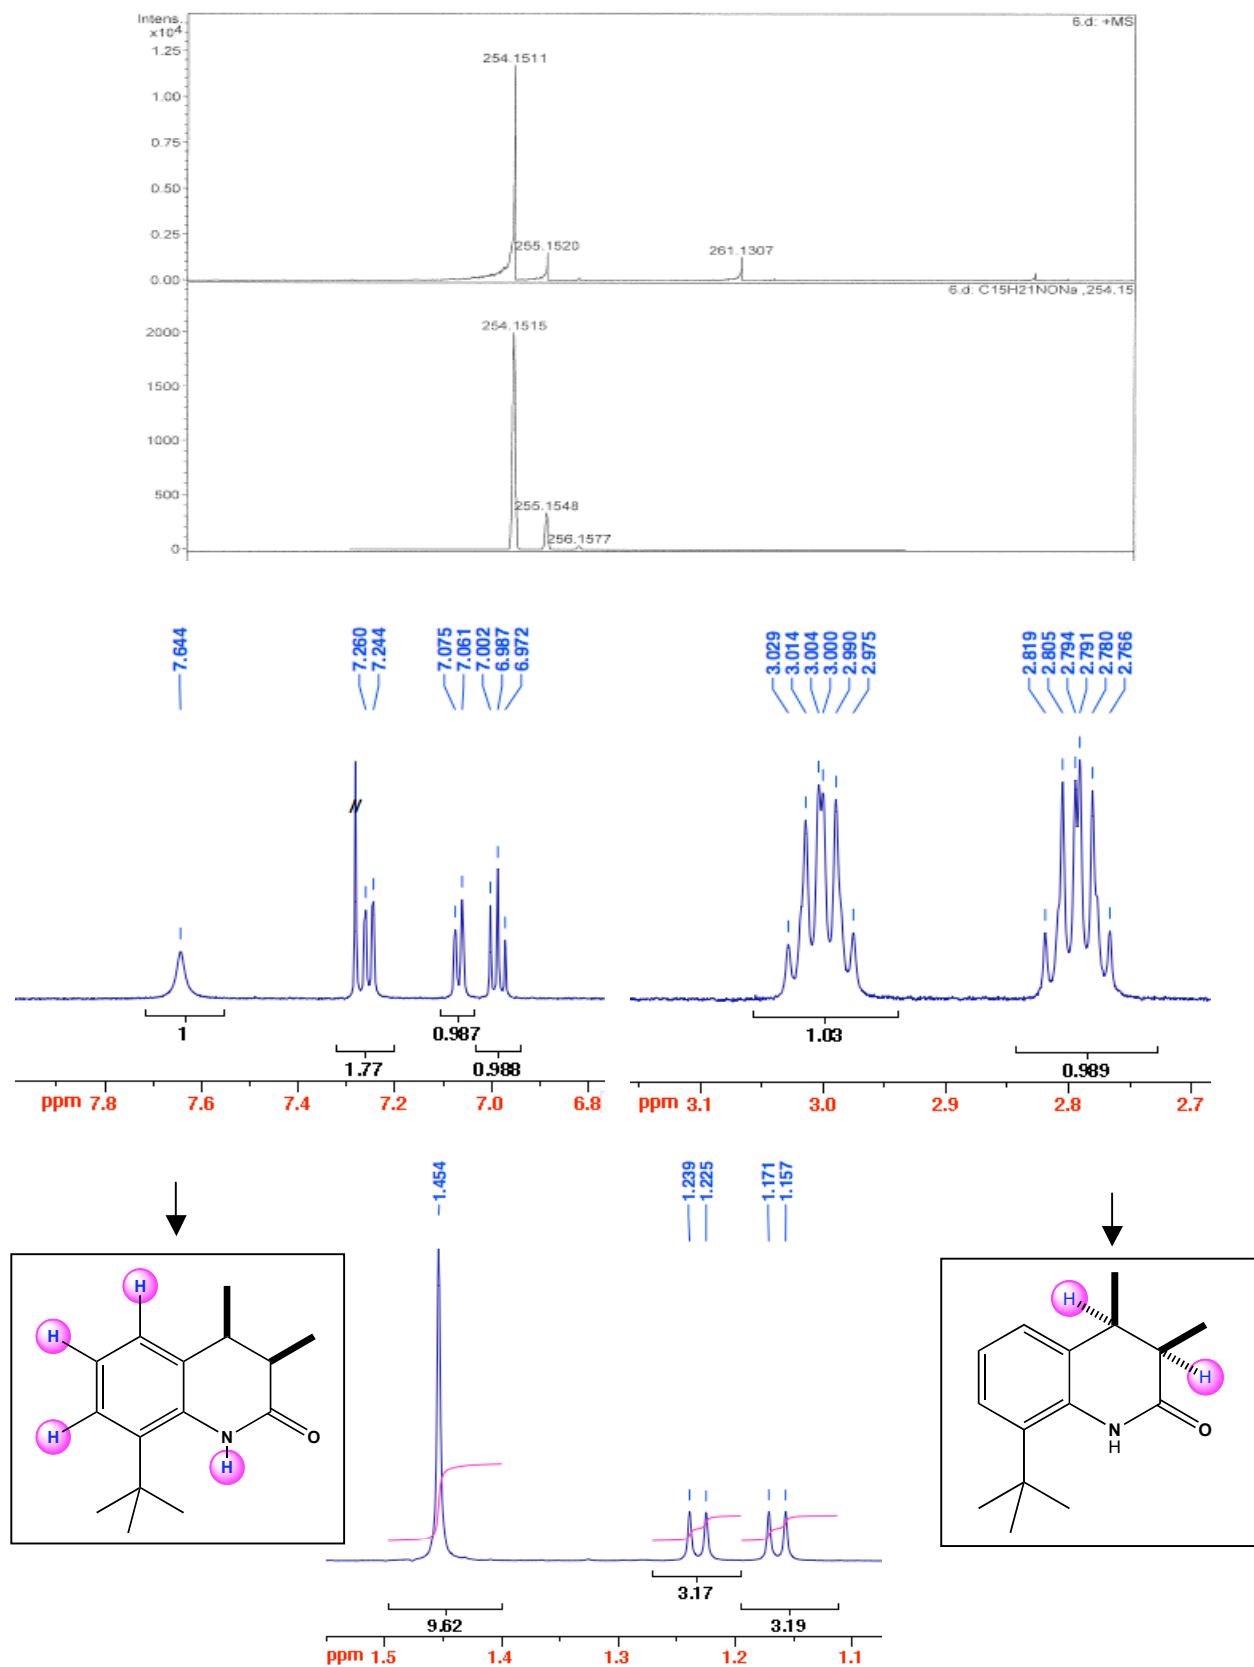 Intens.
x10⁴
6.d: +MS
1.25
1.00
0.75
0.50
0.25
0.00
254.1511
255.1520
261.1307
6.d: C15H21NONa ,254.15
2000
1500
1000
500
0
254.1515
255.1548
256.1577
7.644
7.260
7.244
7.075
7.061
7.002
6.987
6.972
3.029
3.014
3.004
3.000
2.990
2.975
2.819
2.805
2.794
2.791
2.780
2.766
1
1.77
0.987
0.988
ppm 7.8 7.6 7.4 7.2 7.0 6.8
1.03
0.989
ppm 3.1 3.0 2.9 2.8 2.7
1.454
1.239
1.225
1.171
1.157
H
H
H
N
H
O
H
H
N
H
O
9.62
3.17
3.19
ppm 1.5 1.4 1.3 1.2 1.1